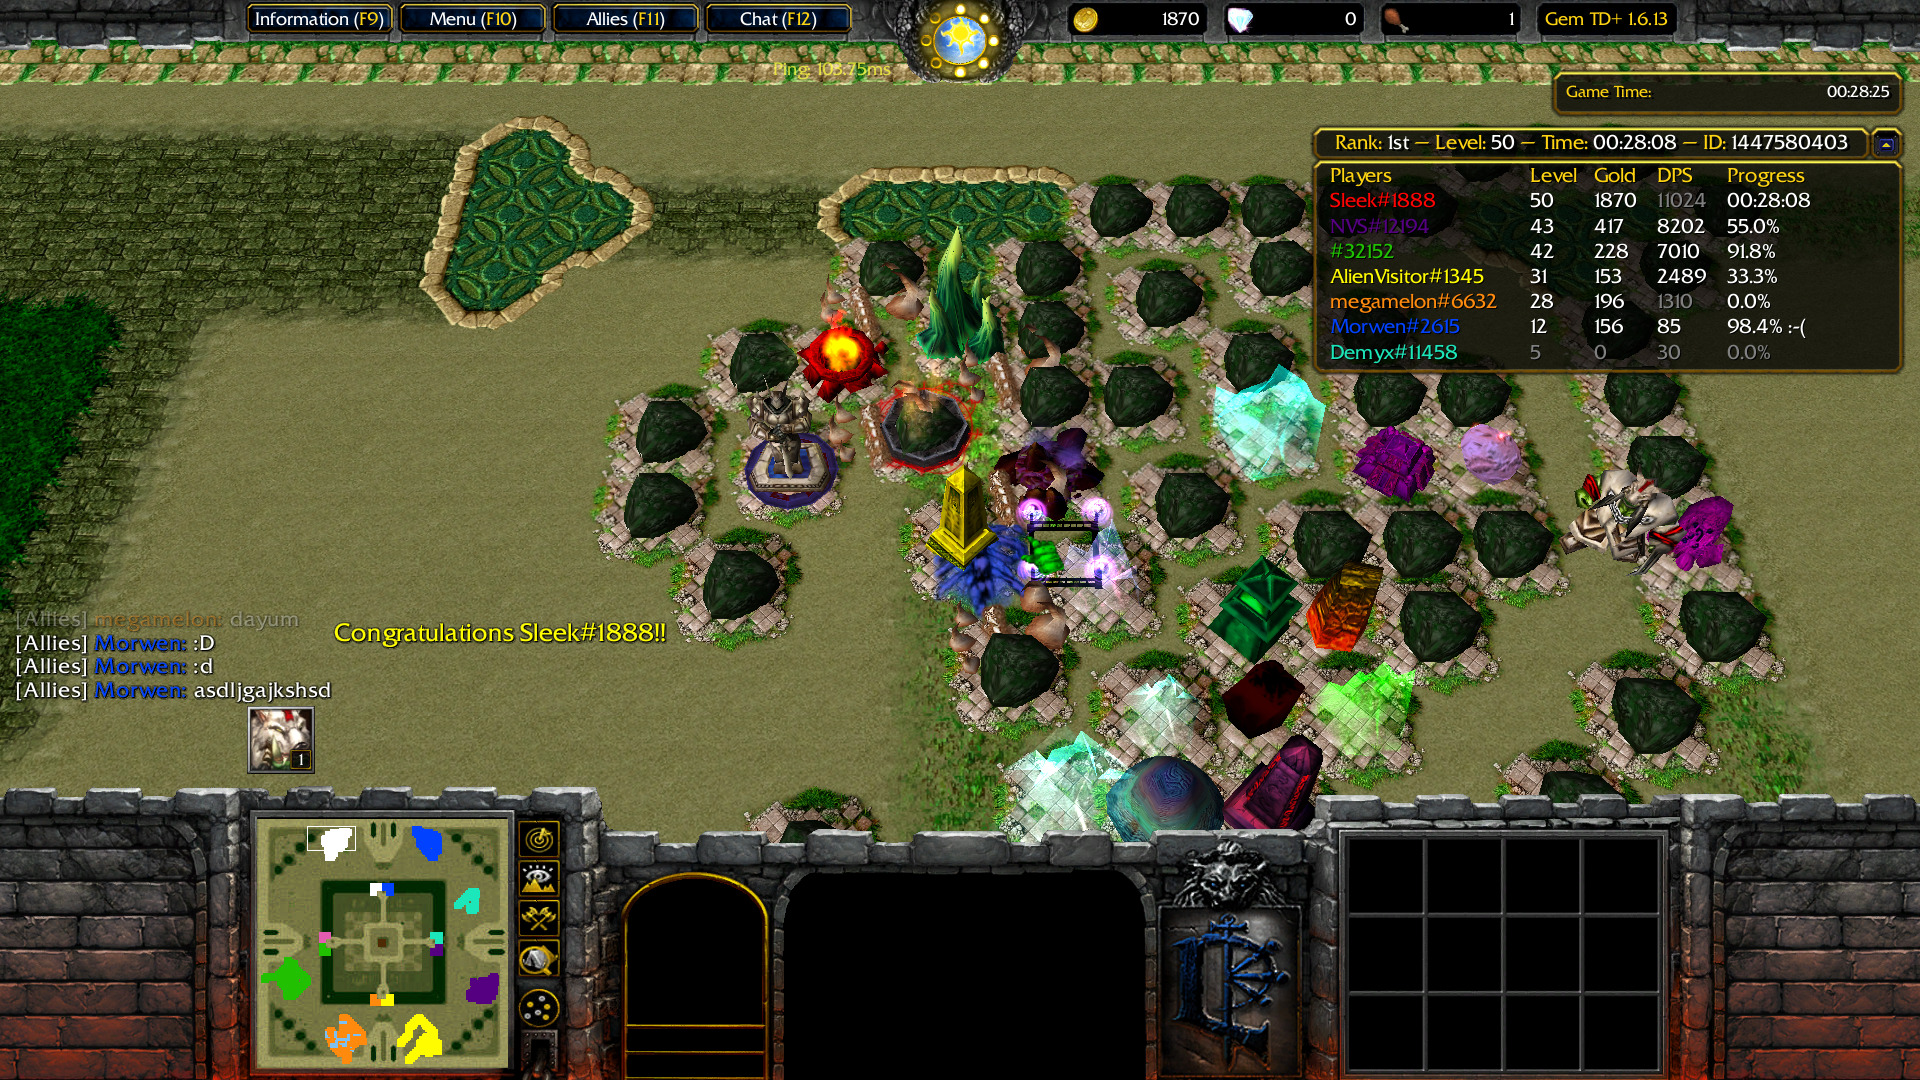 Information (F9) Menu (F10) Allies (F11) Chat (F12) 1870 0 1 Gem TD+ 1.6.13
Ping: 103.75ms
Game Time: 00:28:25
Rank: 1st — Level: 50 — Time: 00:28:08 — ID: 1447580403
Players Level Gold DPS Progress
Sleek#1888 50 1870 11024 00:28:08
NVS#12194 43 417 8202 55.0%
#32152 42 228 7010 91.8%
AlienVisitor#1345 31 153 2489 33.3%
megamelon#6632 28 196 1310 0.0%
Morwen#2615 12 156 85 98.4% :-(
Demyx#11458 5 0 30 0.0%
[Allies] megamelon: dayum
Congratulations Sleek#1888!!
[Allies] Morwen: :D
[Allies] Morwen: :d
[Allies] Morwen: asdljgajkshsd
1